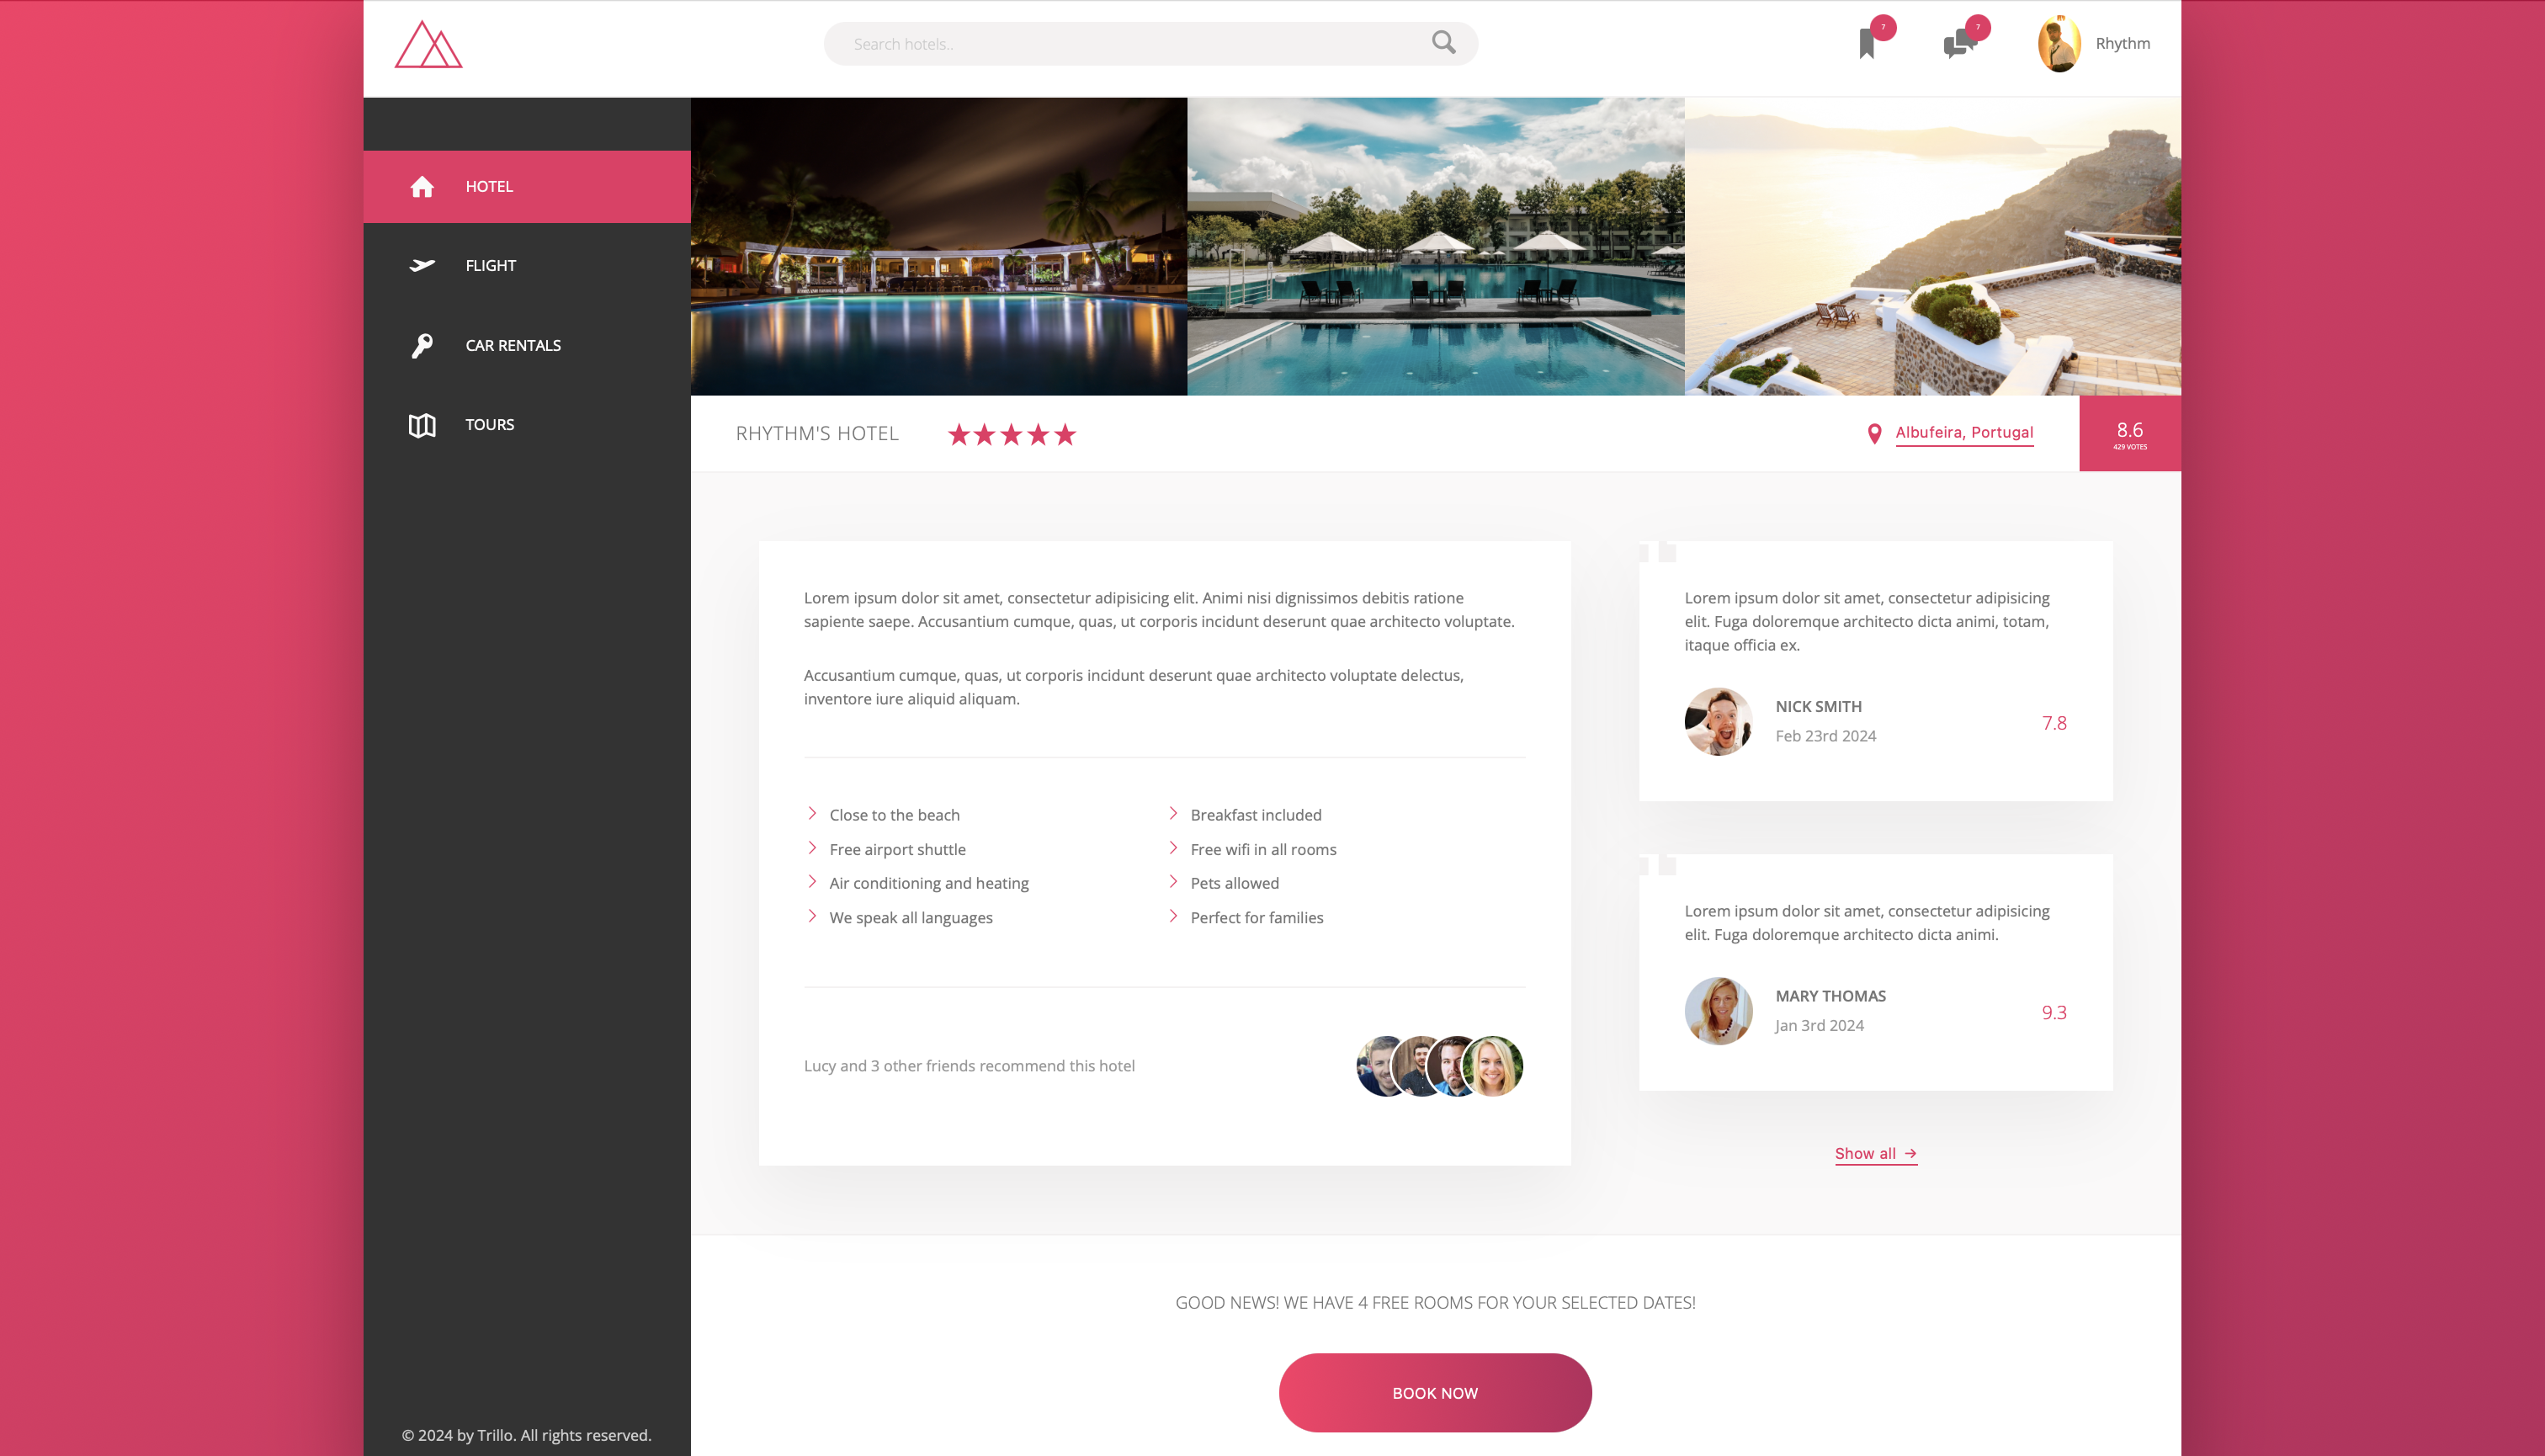 Search hotels..
7
7
Rhythm
HOTEL
FLIGHT
CAR RENTALS
TOURS
RHYTHM'S HOTEL
Albufeira, Portugal
8.6
429 VOTES
Lorem ipsum dolor sit amet, consectetur adipisicing elit. Animi nisi dignissimos debitis ratione
sapiente saepe. Accusantium cumque, quas, ut corporis incidunt deserunt quae architecto voluptate.
Accusantium cumque, quas, ut corporis incidunt deserunt quae architecto voluptate delectus,
inventore iure aliquid aliquam.
Close to the beach
Free airport shuttle
Air conditioning and heating
We speak all languages
Breakfast included
Free wifi in all rooms
Pets allowed
Perfect for families
Lucy and 3 other friends recommend this hotel
Lorem ipsum dolor sit amet, consectetur adipisicing
elit. Fuga doloremque architecto dicta animi, totam,
itaque officia ex.
NICK SMITH
Feb 23rd 2024
7.8
Lorem ipsum dolor sit amet, consectetur adipisicing
elit. Fuga doloremque architecto dicta animi.
MARY THOMAS
Jan 3rd 2024
9.3
Show all →
GOOD NEWS! WE HAVE 4 FREE ROOMS FOR YOUR SELECTED DATES!
BOOK NOW
© 2024 by Trillo. All rights reserved.